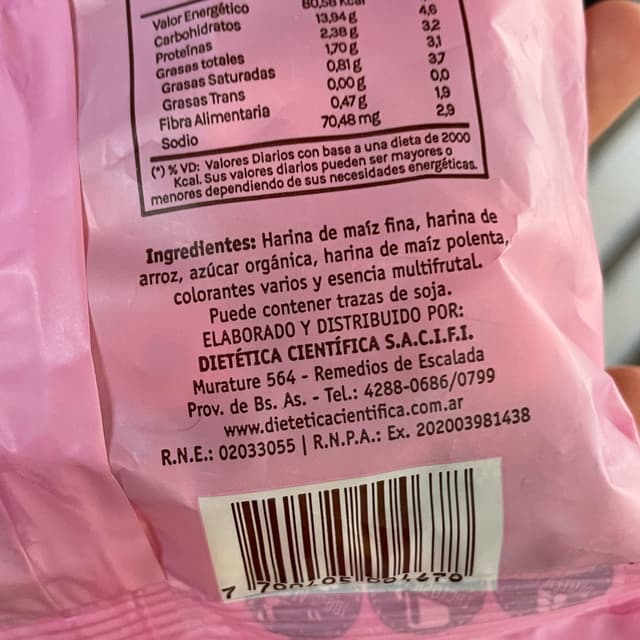 Valor Energético 80,58 Kcal
Carbohidratos 13,94 g 4,6
Proteínas 2,38 g 3,2
Grasas totales 1,70 g 3,1
Grasas Saturadas 0,81 g 3,7
Grasas Trans 0,00 g 0,0
Fibra Alimentaria 0,47 g 1,9
Sodio 70,48 mg 2,9
(*) % VD: Valores Diarios con base a una dieta de 2000
Kcal. Sus valores diarios pueden ser mayores o
menores dependiendo de sus necesidades energéticas.
Ingredientes: Harina de maíz fina, harina de
arroz, azúcar orgánica, harina de maíz polenta,
colorantes varios y esencia multifrutal.
Puede contener trazas de soja.
ELABORADO Y DISTRIBUIDO POR:
DIETÉTICA CIENTÍFICA S.A.C.I.F.I.
Murature 564 - Remedios de Escalada
Prov. de Bs. As. - Tel.: 4288-0686/0799
www.dieteticacientifica.com.ar
R.N.E.: 02033055 | R.N.P.A.: Ex. 202003981438
7